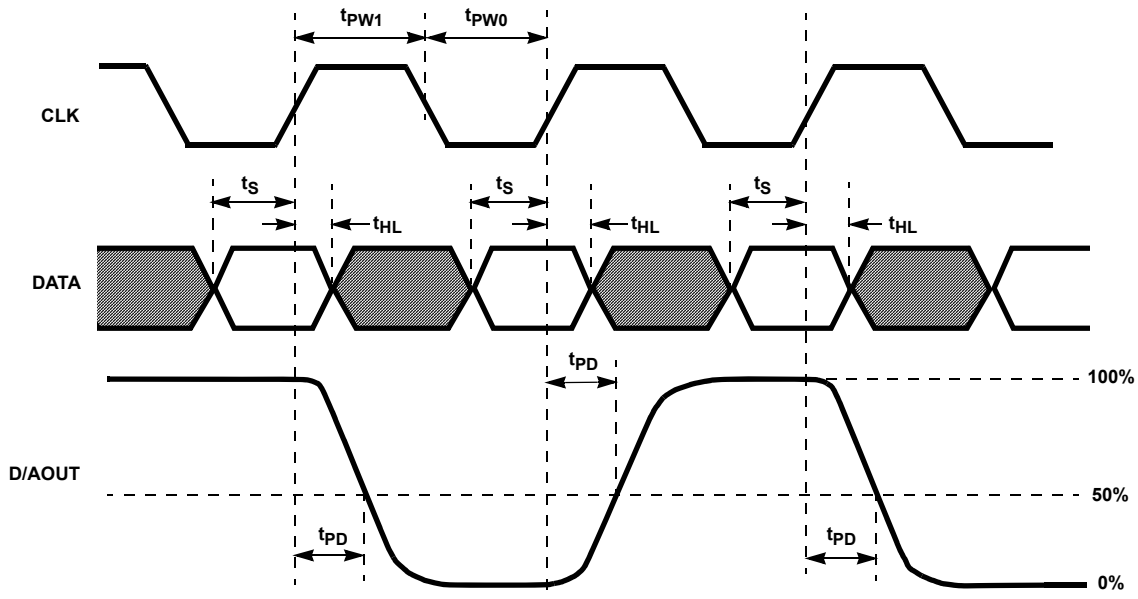 tPW1 tPW0
CLK
tS tS tS
tHL tHL tHL
DATA
tPD
100%
D/AOUT
50%
tPD tPD
0%